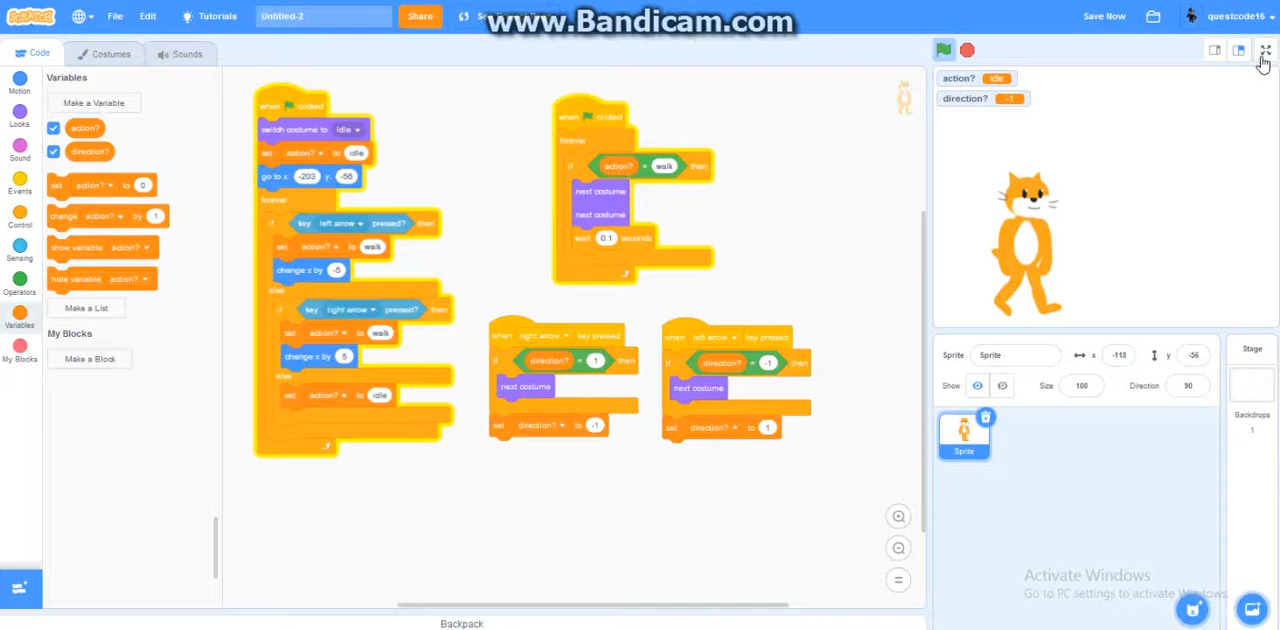 www.Bandicam.com
SCRATCH File Edit Tutorials Untitled-2 Share Save Now questcode16
Code Costumes Sounds
Motion
Looks
Sound
Events
Control
Sensing
Operators
Variables
My Blocks
Variables
Make a Variable
action?
direction?
set action? to 0
change action? by 1
show variable action?
hide variable action?
Make a List
My Blocks
Make a Block
when clicked
switch costume to Idle
set action? to idle
go to x: -203 y: -56
forever
if key left arrow pressed? then
set action? to walk
change x by -5
else
if key right arrow pressed? then
set action? to walk
change x by 5
else
set action? to idle
when clicked
forever
if action? = walk then
next costume
next costume
wait 0.1 seconds
when right arrow key pressed
if direction? = 1 then
next costume
set direction? to -1
when left arrow key pressed
if direction? = -1 then
next costume
set direction? to 1
action? idle
direction? -1
Sprite Sprite x -118 y -56
Show Size 100 Direction 90
Sprite
Stage
Backdrops
1
Activate Windows
Go to PC settings to activate Windows.
Backpack